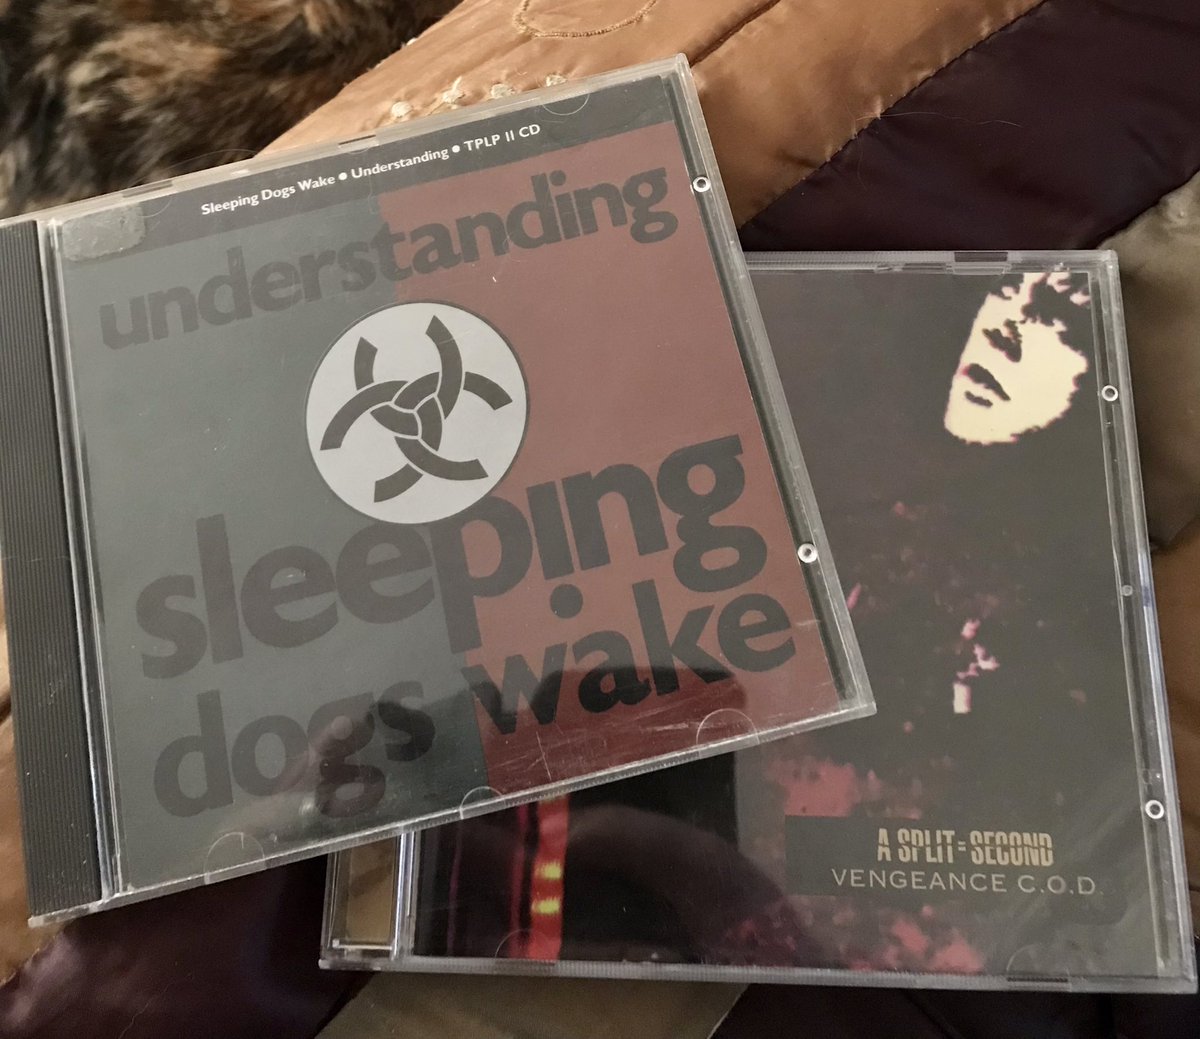 Sleeping Dogs Wake • Understanding • TPLP II CD
understanding
sleeping
dogs wake
A SPLIT=SECOND
VENGEANCE C.O.D.